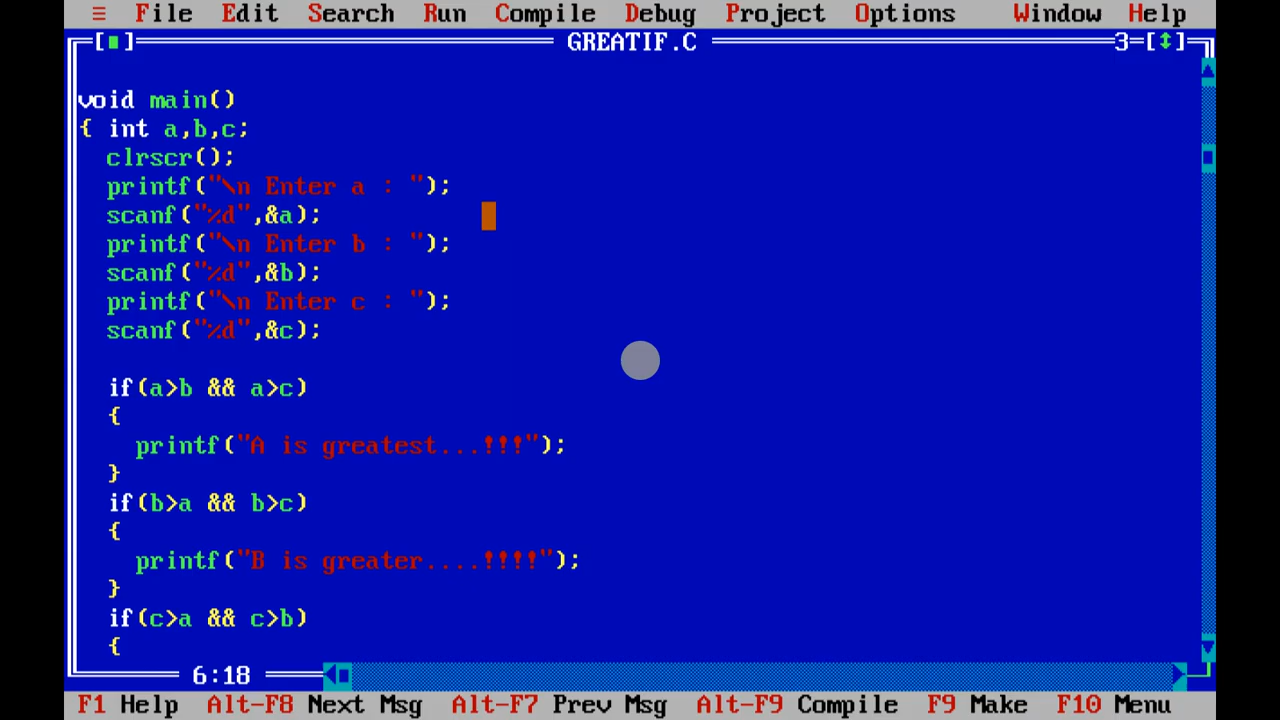 ≡ File Edit Search Run Compile Debug Project Options Window Help
[■] GREATIF.C 3=[↕]
void main()
{ int a,b,c;
clrscr();
printf("\n Enter a : ");
scanf("%d",&a);
printf("\n Enter b : ");
scanf("%d",&b);
printf("\n Enter c : ");
scanf("%d",&c);
if(a>b && a>c)
{
printf("A is greatest...!!!");
}
if(b>a && b>c)
{
printf("B is greater....!!!!");
}
if(c>a && c>b)
{
6:18
F1 Help Alt-F8 Next Msg Alt-F7 Prev Msg Alt-F9 Compile F9 Make F10 Menu